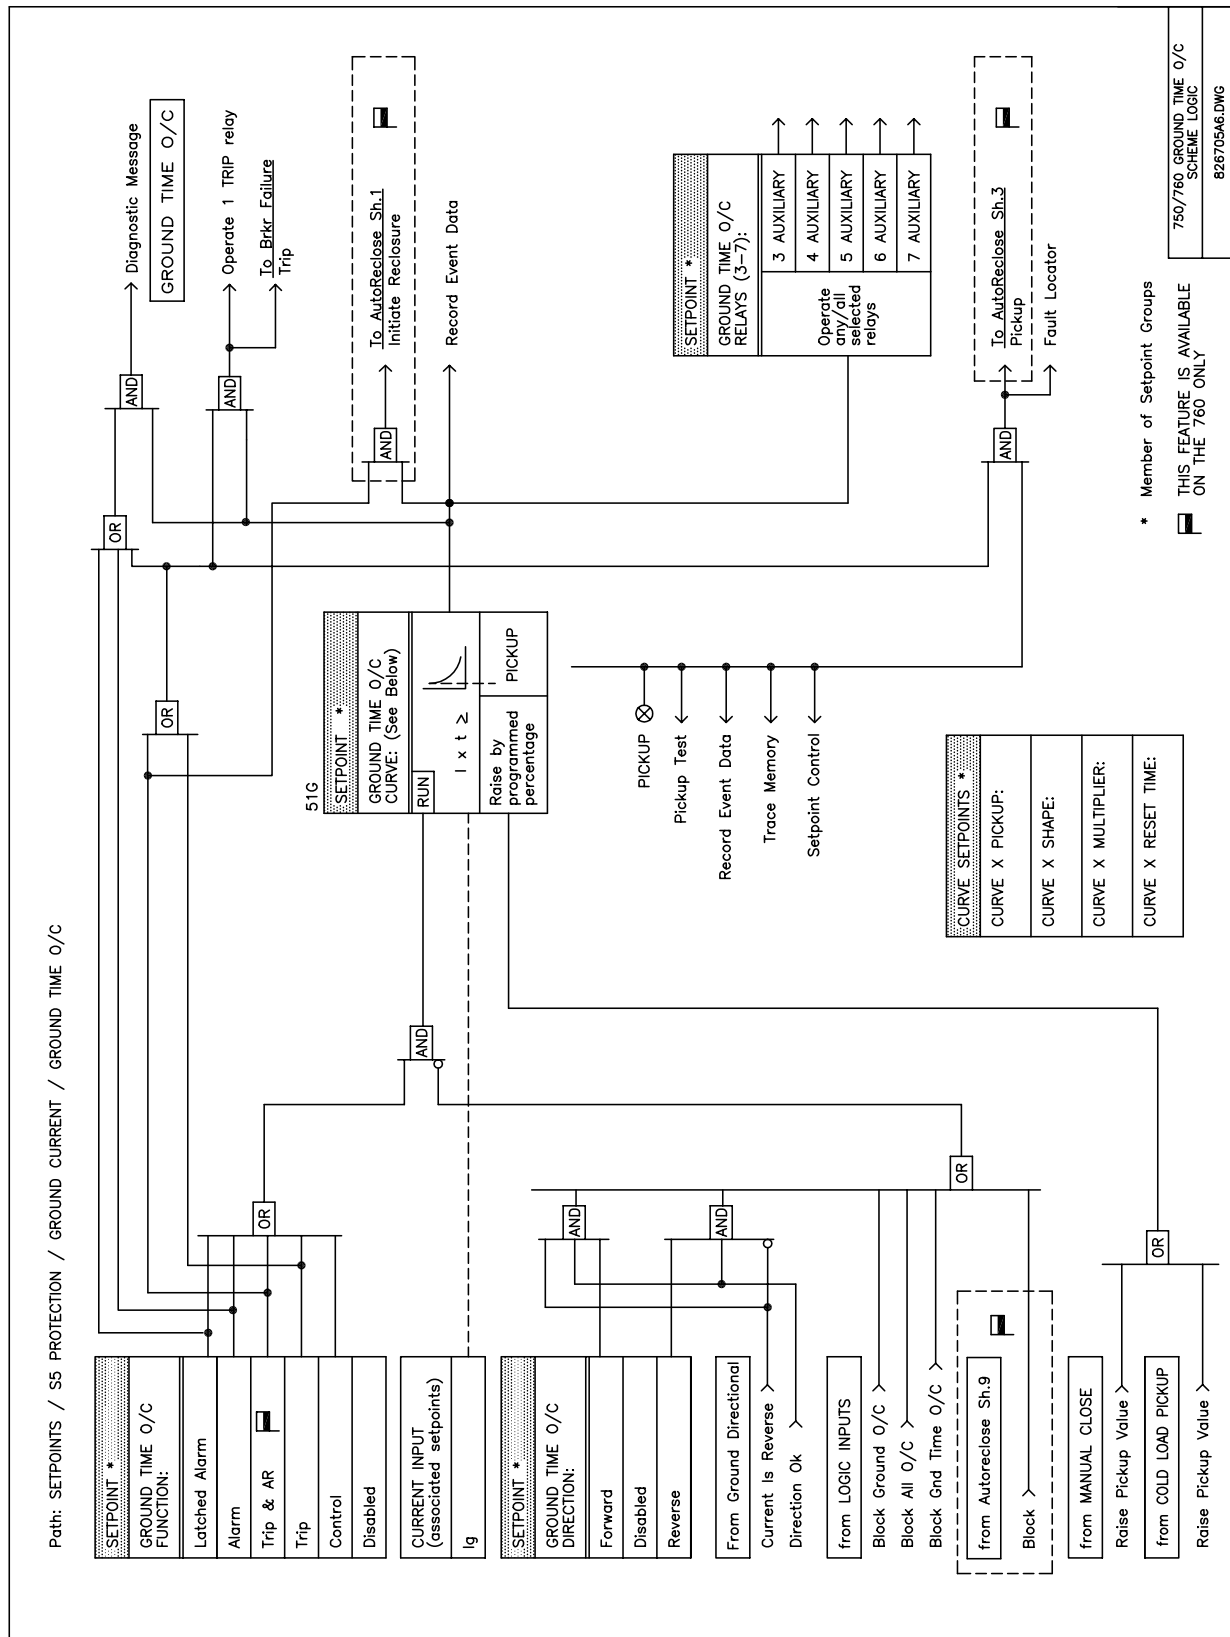 Path: SETPOINTS / S5 PROTECTION / GROUND CURRENT / GROUND TIME O/C
SETPOINT *
GROUND TIME O/C
FUNCTION:
Latched Alarm
Alarm
Trip & AR
Trip
Control
Disabled
CURRENT INPUT
(associated setpoints)
Ig
SETPOINT *
GROUND TIME O/C
DIRECTION:
Forward
Disabled
Reverse
From Ground Directional
Current Is Reverse
Direction Ok
from LOGIC INPUTS
Block Ground O/C
Block All O/C
Block Gnd Time O/C
from Autoreclose Sh.9
Block
from MANUAL CLOSE
Raise Pickup Value
from COLD LOAD PICKUP
Raise Pickup Value
OR
AND
AND
OR
OR
AND
51G
SETPOINT *
GROUND TIME O/C
CURVE: (See Below)
RUN
I x t ≥
Raise by
programmed
percentage
PICKUP
OR
OR
PICKUP
Pickup Test
Record Event Data
Trace Memory
Setpoint Control
CURVE SETPOINTS *
CURVE X PICKUP:
CURVE X SHAPE:
CURVE X MULTIPLIER:
CURVE X RESET TIME:
AND
Diagnostic Message
GROUND TIME O/C
AND
Operate 1 TRIP relay
To Brkr Failure
Trip
AND
To AutoReclose Sh.1
Initiate Reclosure
Record Event Data
SETPOINT *
GROUND TIME O/C
RELAYS (3-7):
Operate
any/all
selected
relays
3 AUXILIARY
4 AUXILIARY
5 AUXILIARY
6 AUXILIARY
7 AUXILIARY
AND
To AutoReclose Sh.3
Pickup
Fault Locator
* Member of Setpoint Groups
THIS FEATURE IS AVAILABLE
ON THE 760 ONLY
750/760 GROUND TIME O/C
SCHEME LOGIC
826705A6.DWG